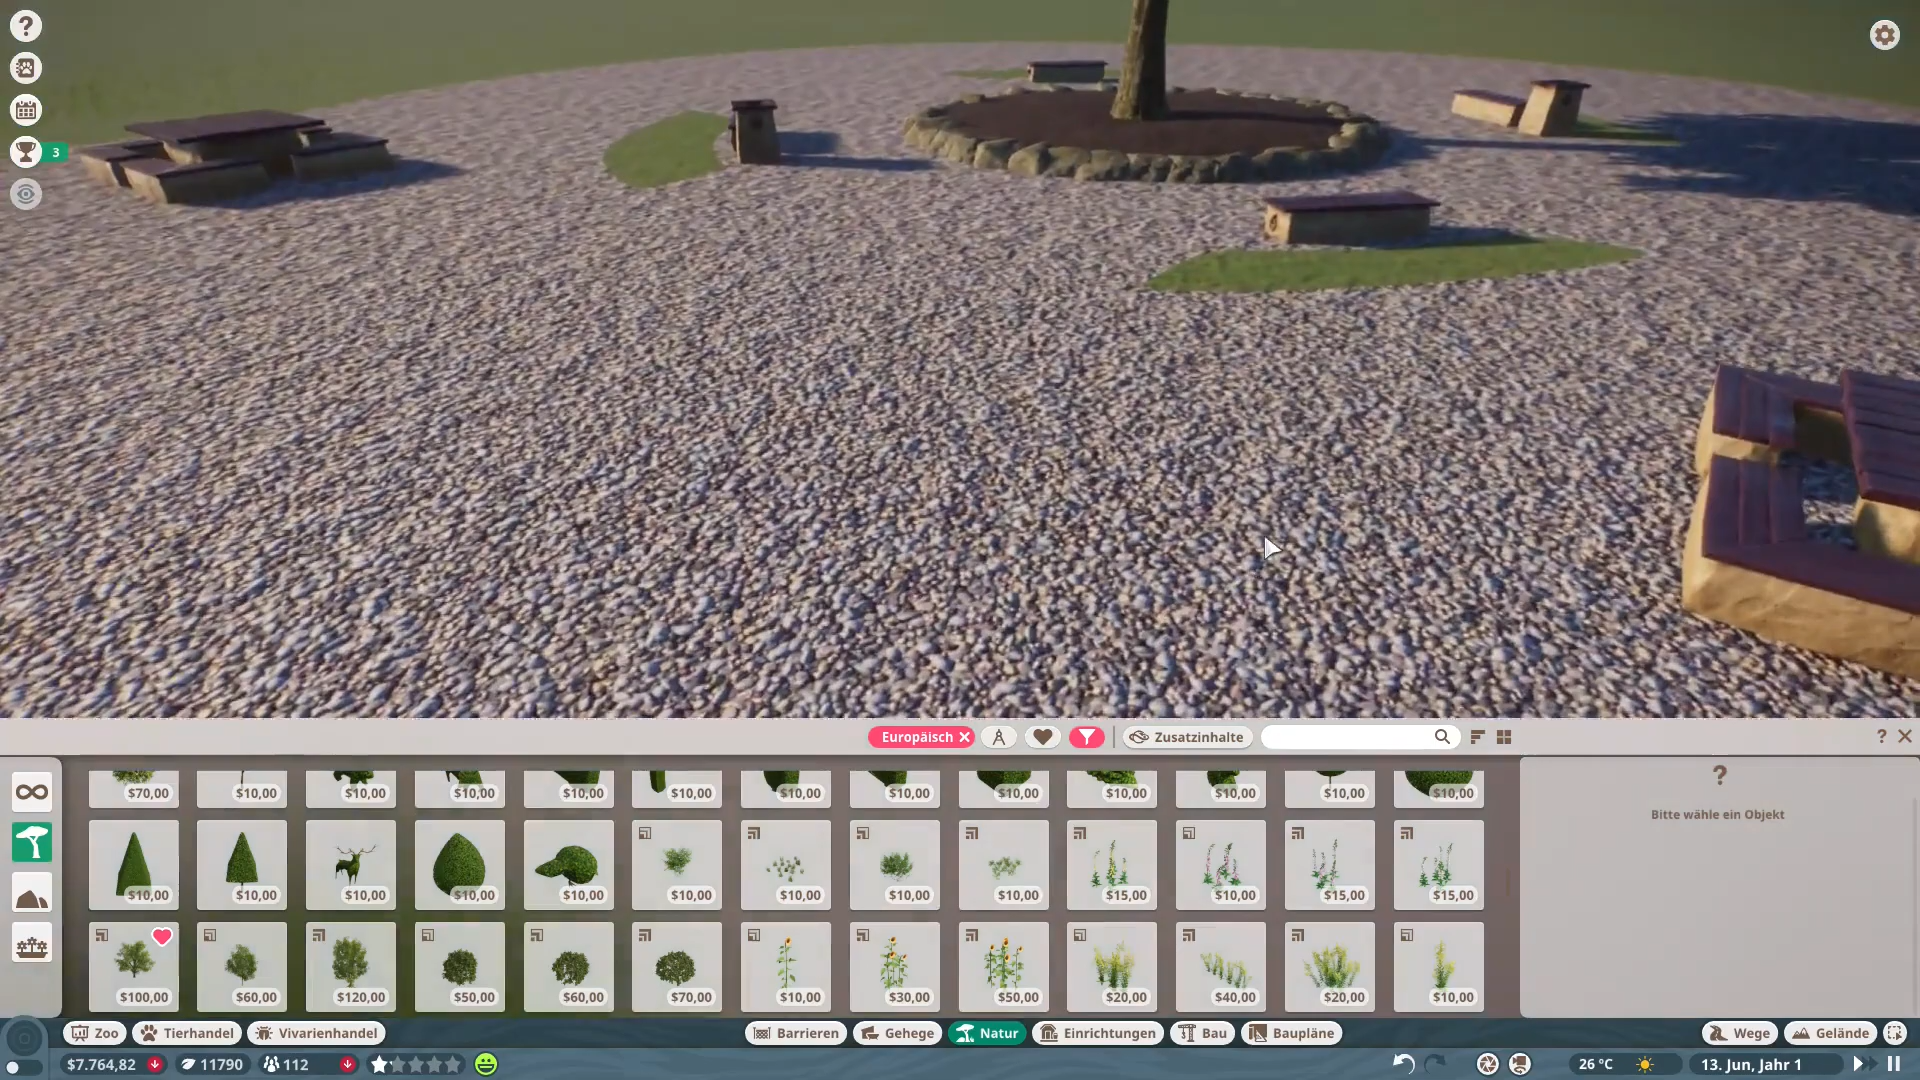 3
Europäisch
Zusatzinhalte
?
$70,00 $10,00 $10,00 $10,00 $10,00 $10,00 $10,00 $10,00 $10,00 $10,00 $10,00 $10,00 $10,00
$10,00 $10,00 $10,00 $10,00 $10,00 $10,00 $10,00 $10,00 $10,00 $15,00 $10,00 $15,00 $15,00
$100,00 $60,00 $120,00 $50,00 $60,00 $70,00 $10,00 $30,00 $50,00 $20,00 $40,00 $20,00 $10,00
?
Bitte wähle ein Objekt
Zoo Tierhandel Vivarienhandel Barrieren Gehege Natur Einrichtungen Bau Baupläne Wege Gelände
$7.764,82 11790 112 26 °C 13. Jun, Jahr 1